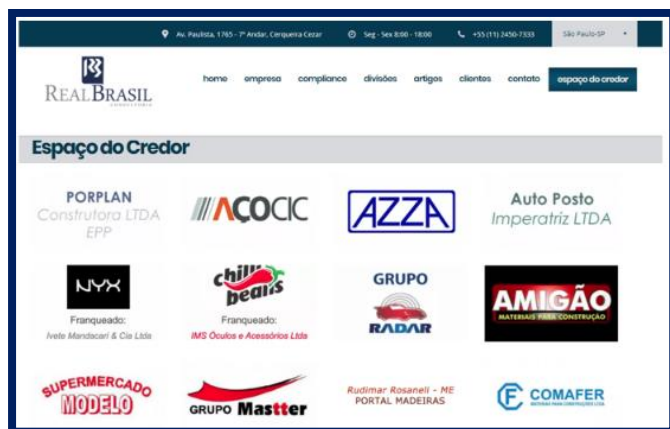 Av. Paulista, 1765 - 7º Andar, Cerqueira Cezar
Seg - Sex 8:00 - 18:00
+55 (11) 2450-7333
São Paulo-SP
R3
REALBRASIL
CONSULTORIA
home empresa compliance divisões artigos clientes contato espaço do credor
Espaço do Credor
PORPLAN
Construtora LTDA
EPP
AÇOCIC
AZZA
Auto Posto
Imperatriz LTDA
NYX
Franqueado:
Ivete Mandacari & Cia Ltda
chilli
beans
Franqueado:
IMS Óculos e Acessórios Ltda
GRUPO
RADAR
AMIGÃO
MATERIAIS PARA CONSTRUÇÃO
SUPERMERCADO
MODELO
GRUPO Mastter
Rudimar Rosaneli - ME
PORTAL MADEIRAS
COMAFER